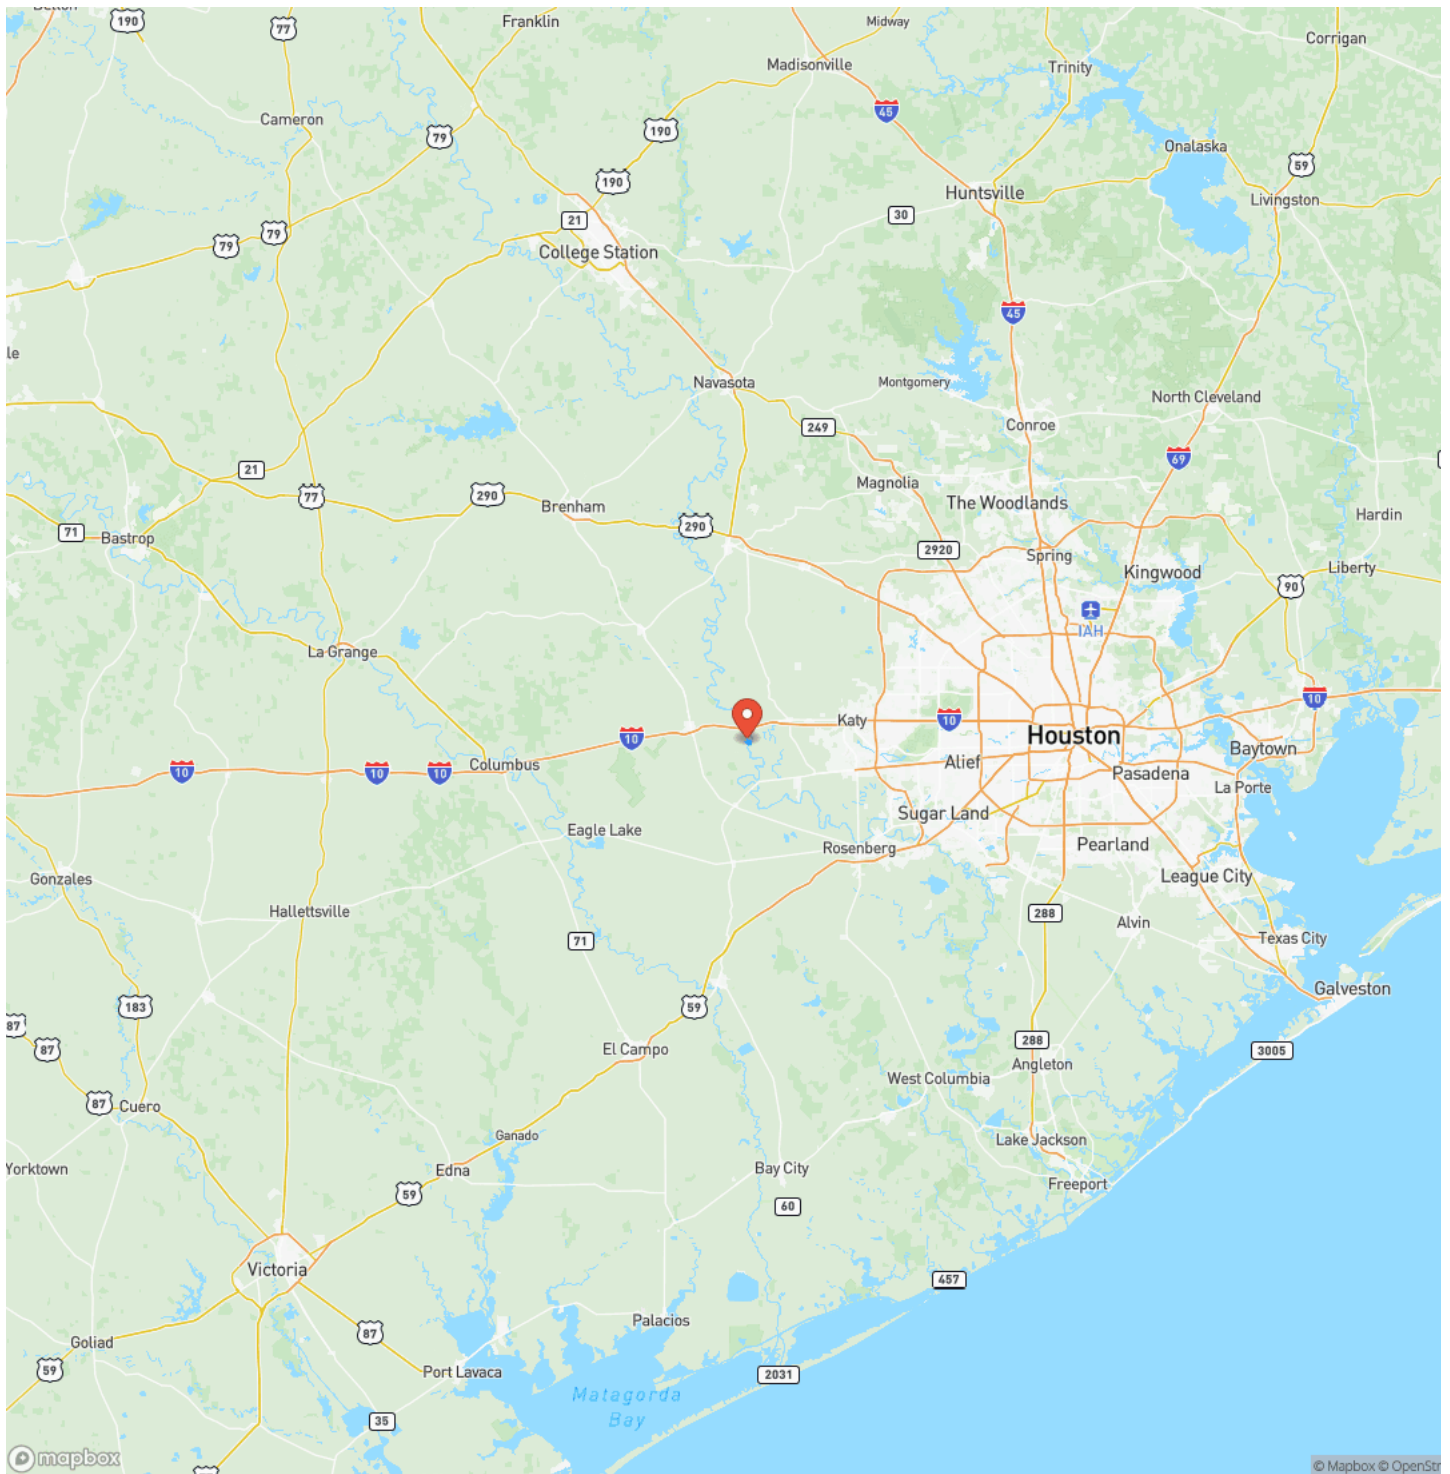 190
77
Franklin
Midway
Corrigan
Madisonville
Trinity
45
Cameron
79
190
Onalaska
59
190
Huntsville
Livingston
21
30
79
79
College Station
45
le
Navasota
Montgomery
North Cleveland
249
Conroe
69
21
Magnolia
77
290
The Woodlands
Brenham
Hardin
290
71
Bastrop
2920
Spring
Kingwood
Liberty
90
IAH
La Grange
10
Katy
10
10
Houston
Baytown
10
10
10
Columbus
Alief
Pasadena
La Porte
Sugar Land
Eagle Lake
Rosenberg
Pearland
Gonzales
League City
Hallettsville
288
Alvin
71
Texas City
Galveston
183
59
87
87
El Campo
288
3005
Angleton
West Columbia
87
Cuero
Ganado
Lake Jackson
Yorktown
Edna
Bay City
Freeport
59
60
Victoria
457
Palacios
87
Goliad
59
Port Lavaca
2031
Matagorda
Bay
35
mapbox
© Mapbox © OpenStr